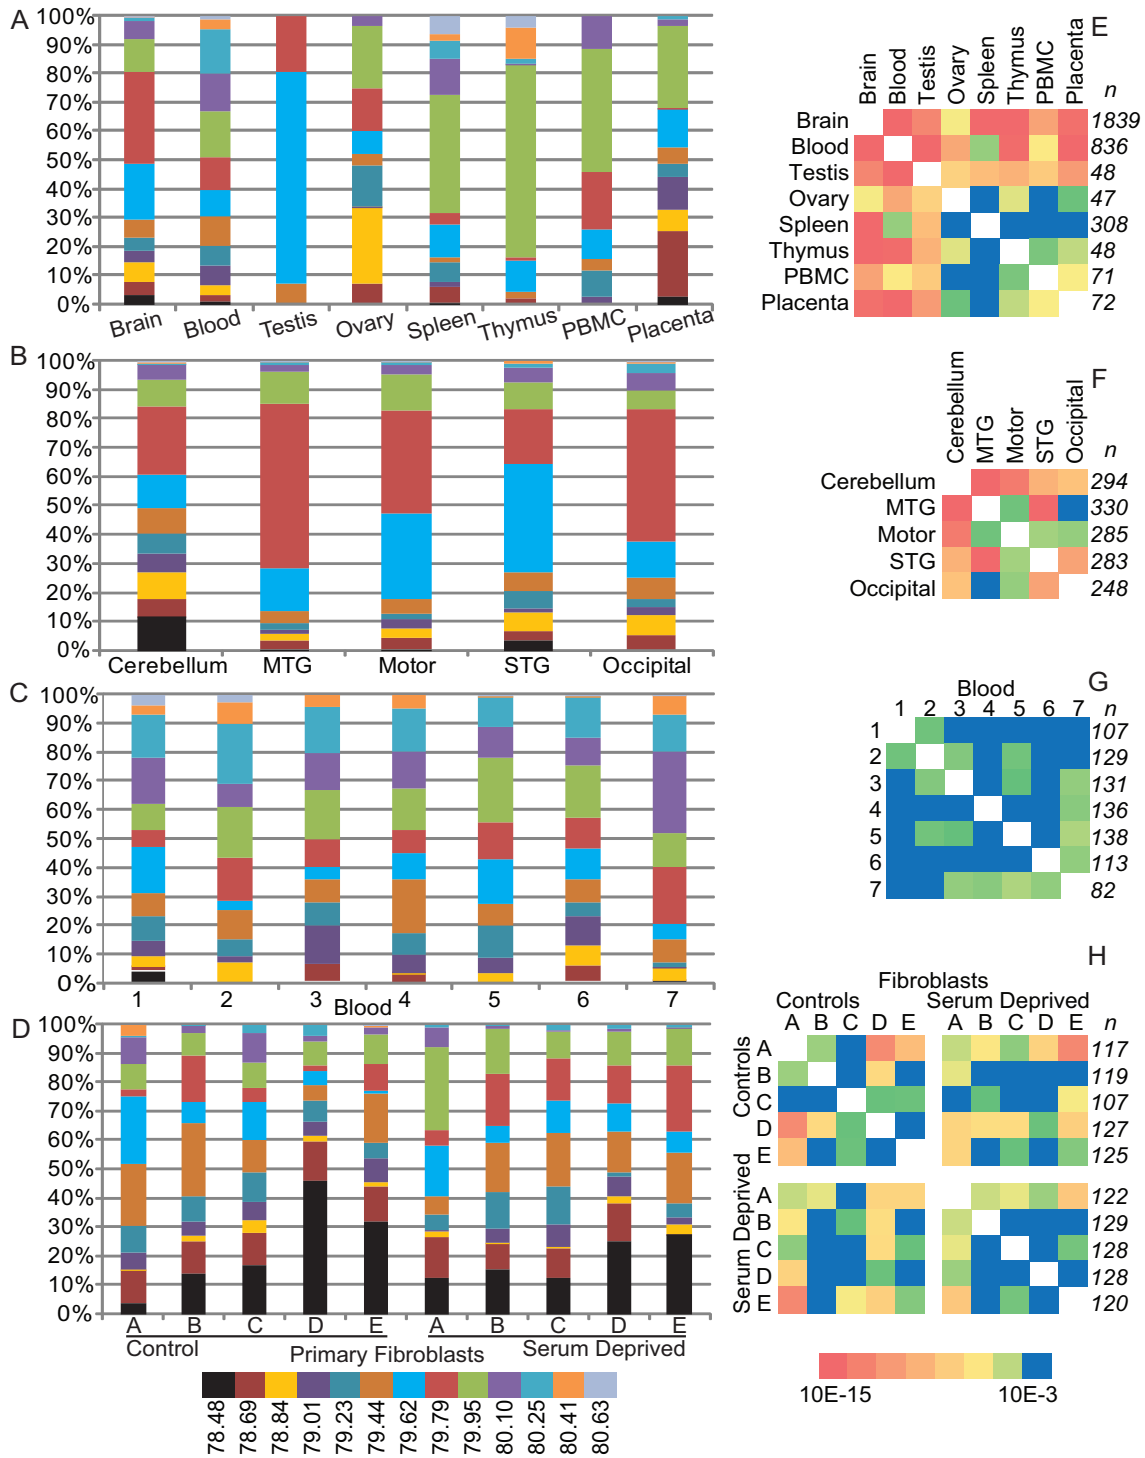 A
100%
90%
80%
70%
60%
50%
40%
30%
20%
10%
0%
Brain Blood Testis Ovary Spleen Thymus PBMC Placenta
B
100%
90%
80%
70%
60%
50%
40%
30%
20%
10%
0%
Cerebellum MTG Motor STG Occipital
C
100%
90%
80%
70%
60%
50%
40%
30%
20%
10%
0%
1 2 3 4 5 6 7
Blood
D
100%
90%
80%
70%
60%
50%
40%
30%
20%
10%
0%
A B C D E A B C D E
Control Primary Fibroblasts Serum Deprived
78.48 78.69 78.84 79.01 79.23 79.44 79.62 79.79 79.95 80.10 80.25 80.41 80.63
E
Brain Blood Testis Ovary Spleen Thymus PBMC Placenta n
Brain 1839
Blood 836
Testis 48
Ovary 47
Spleen 308
Thymus 48
PBMC 71
Placenta 72
F
Cerebellum MTG Motor STG Occipital n
Cerebellum 294
MTG 330
Motor 285
STG 283
Occipital 248
G
Blood
1 2 3 4 5 6 7 n
1 107
2 129
3 131
4 136
5 138
6 113
7 82
H
Fibroblasts
Controls Serum Deprived
A B C D E A B C D E n
Controls
A 117
B 119
C 107
D 127
E 125
Serum Deprived
A 122
B 129
C 128
D 128
E 120
10E-15 10E-3